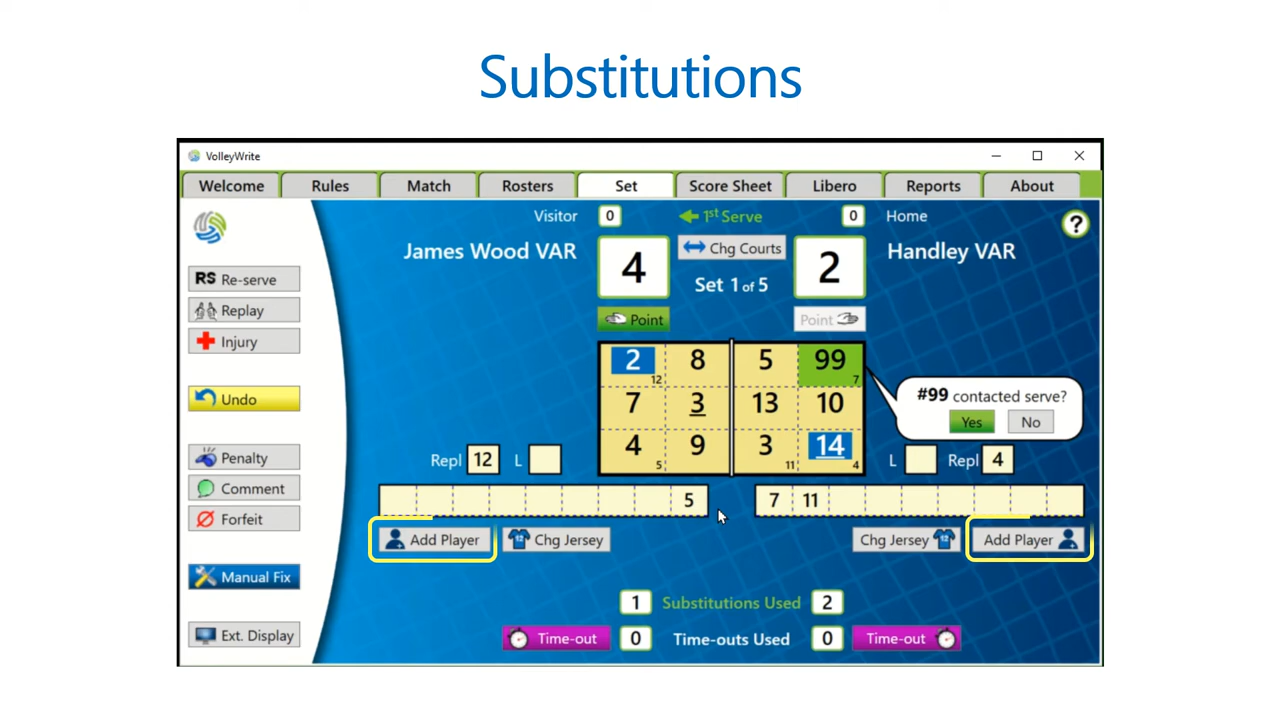 Substitutions
VolleyWrite
Welcome Rules Match Rosters Set Score Sheet Libero Reports About
Visitor 0 1st Serve 0 Home ?
James Wood VAR 4 Chg Courts 2 Handley VAR
Set 1 of 5
RS Re-serve
Replay
Injury
Point Point
Undo
2 12 8 5 99 7
#99 contacted serve?
Yes No
7 3 13 10
4 5 9 3 11 14 4
Repl 12 L L Repl 4
Penalty
Comment
Forfeit
5 7 11
Add Player 12 Chg Jersey Chg Jersey 12 Add Player
Manual Fix
1 Substitutions Used 2
Ext. Display
Time-out 0 Time-outs Used 0 Time-out